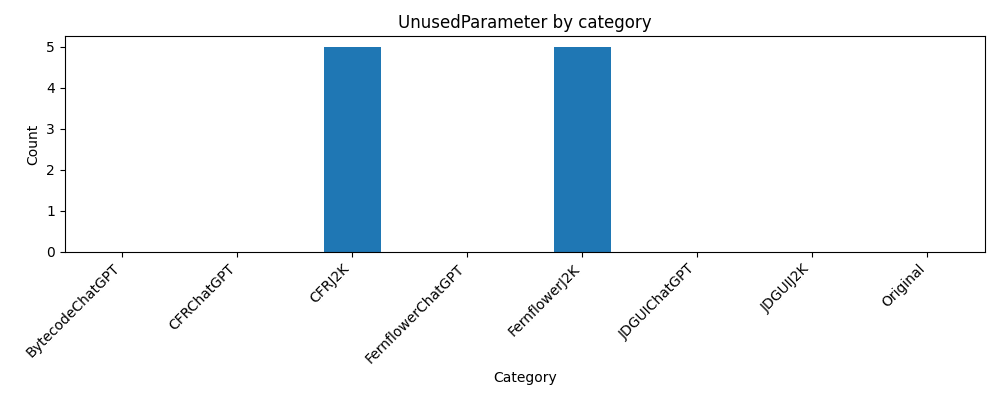 UnusedParameter by category
Count
5
4
3
2
1
0
BytecodeChatGPT
CFRChatGPT
CFRJ2K
FernflowerChatGPT
FernflowerJ2K
JDGUIChatGPT
JDGUIJ2K
Original
Category